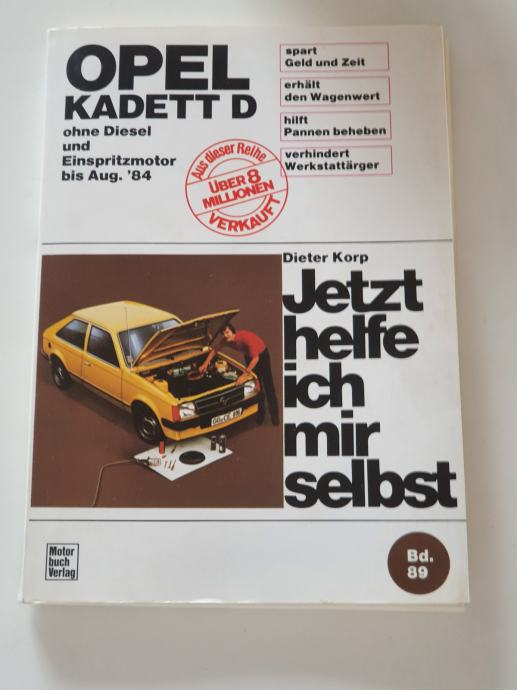 OPEL
KADETT D
ohne Diesel
und
Einspritzmotor
bis Aug. '84
spart
Geld und Zeit
erhält
den Wagenwert
hilft
Pannen beheben
verhindert
Werkstattärger
Aus dieser Reihe
ÜBER 8
MILLIONEN
VERKAUFT
Dieter Korp
Jetzt
helfe
ich
mir
selbst
Motor
buch
Verlag
Bd.
89